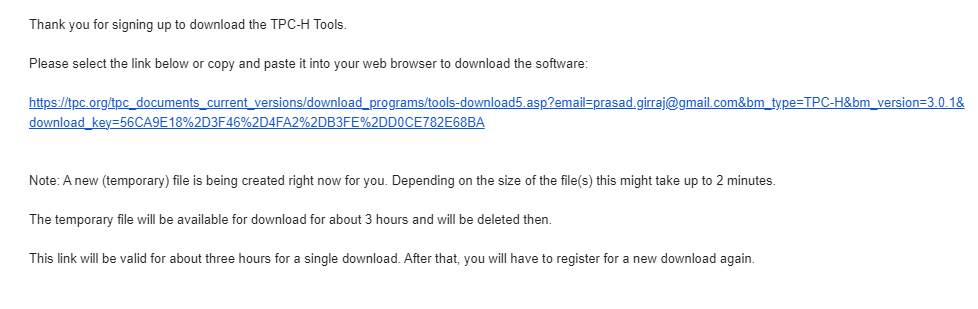 Thank you for signing up to download the TPC-H Tools.
Please select the link below or copy and paste it into your web browser to download the software:
https://tpc.org/tpc_documents_current_versions/download_programs/tools-download5.asp?email=prasad.girraj@gmail.com&bm_type=TPC-H&bm_version=3.0.1&
download_key=56CA9E18%2D3F46%2D4FA2%2DB3FE%2DD0CE782E68BA
Note: A new (temporary) file is being created right now for you. Depending on the size of the file(s) this might take up to 2 minutes.
The temporary file will be available for download for about 3 hours and will be deleted then.
This link will be valid for about three hours for a single download. After that, you will have to register for a new download again.